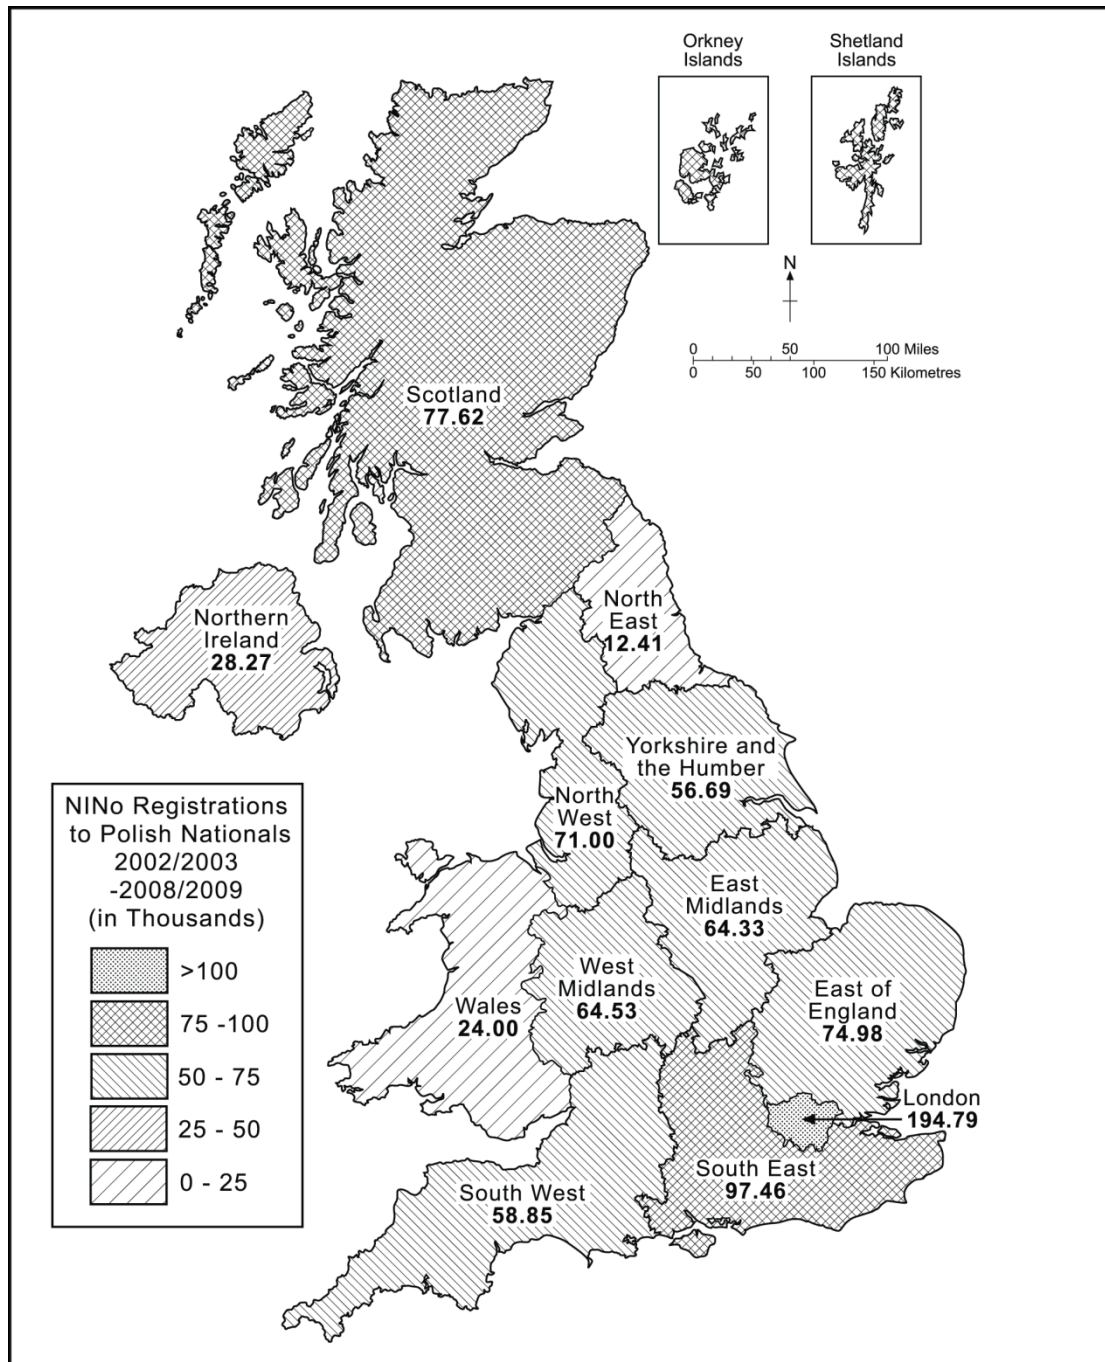 Orkney
Islands
Shetland
Islands
N
0 50 100 Miles
0 50 100 150 Kilometres
Scotland
77.62
North
East
12.41
Northern
Ireland
28.27
Yorkshire and
the Humber
56.69
North
West
71.00
East
Midlands
64.33
West
Midlands
64.53
Wales
24.00
East of
England
74.98
London
194.79
South East
97.46
South West
58.85
NINo Registrations
to Polish Nationals
2002/2003
-2008/2009
(in Thousands)
>100
75 -100
50 - 75
25 - 50
0 - 25